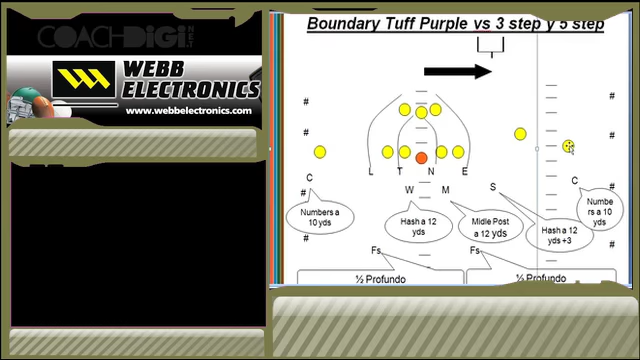 COACHDIGI.NET
WEBB
ELECTRONICS
www.webbelectronics.com
Boundary Tuff Purple vs 3 step y 5 step
#
#
#
#
C
L
T
N
E
C
#
W
M
S
#
Numbers a
10 yds
Hash a 12
yds
Midle Post
a 12 yds
Hash a 12
yds +3
Numbe
rs a 10
yds
#
#
Fs
Fs
½ Profundo
½ Profundo